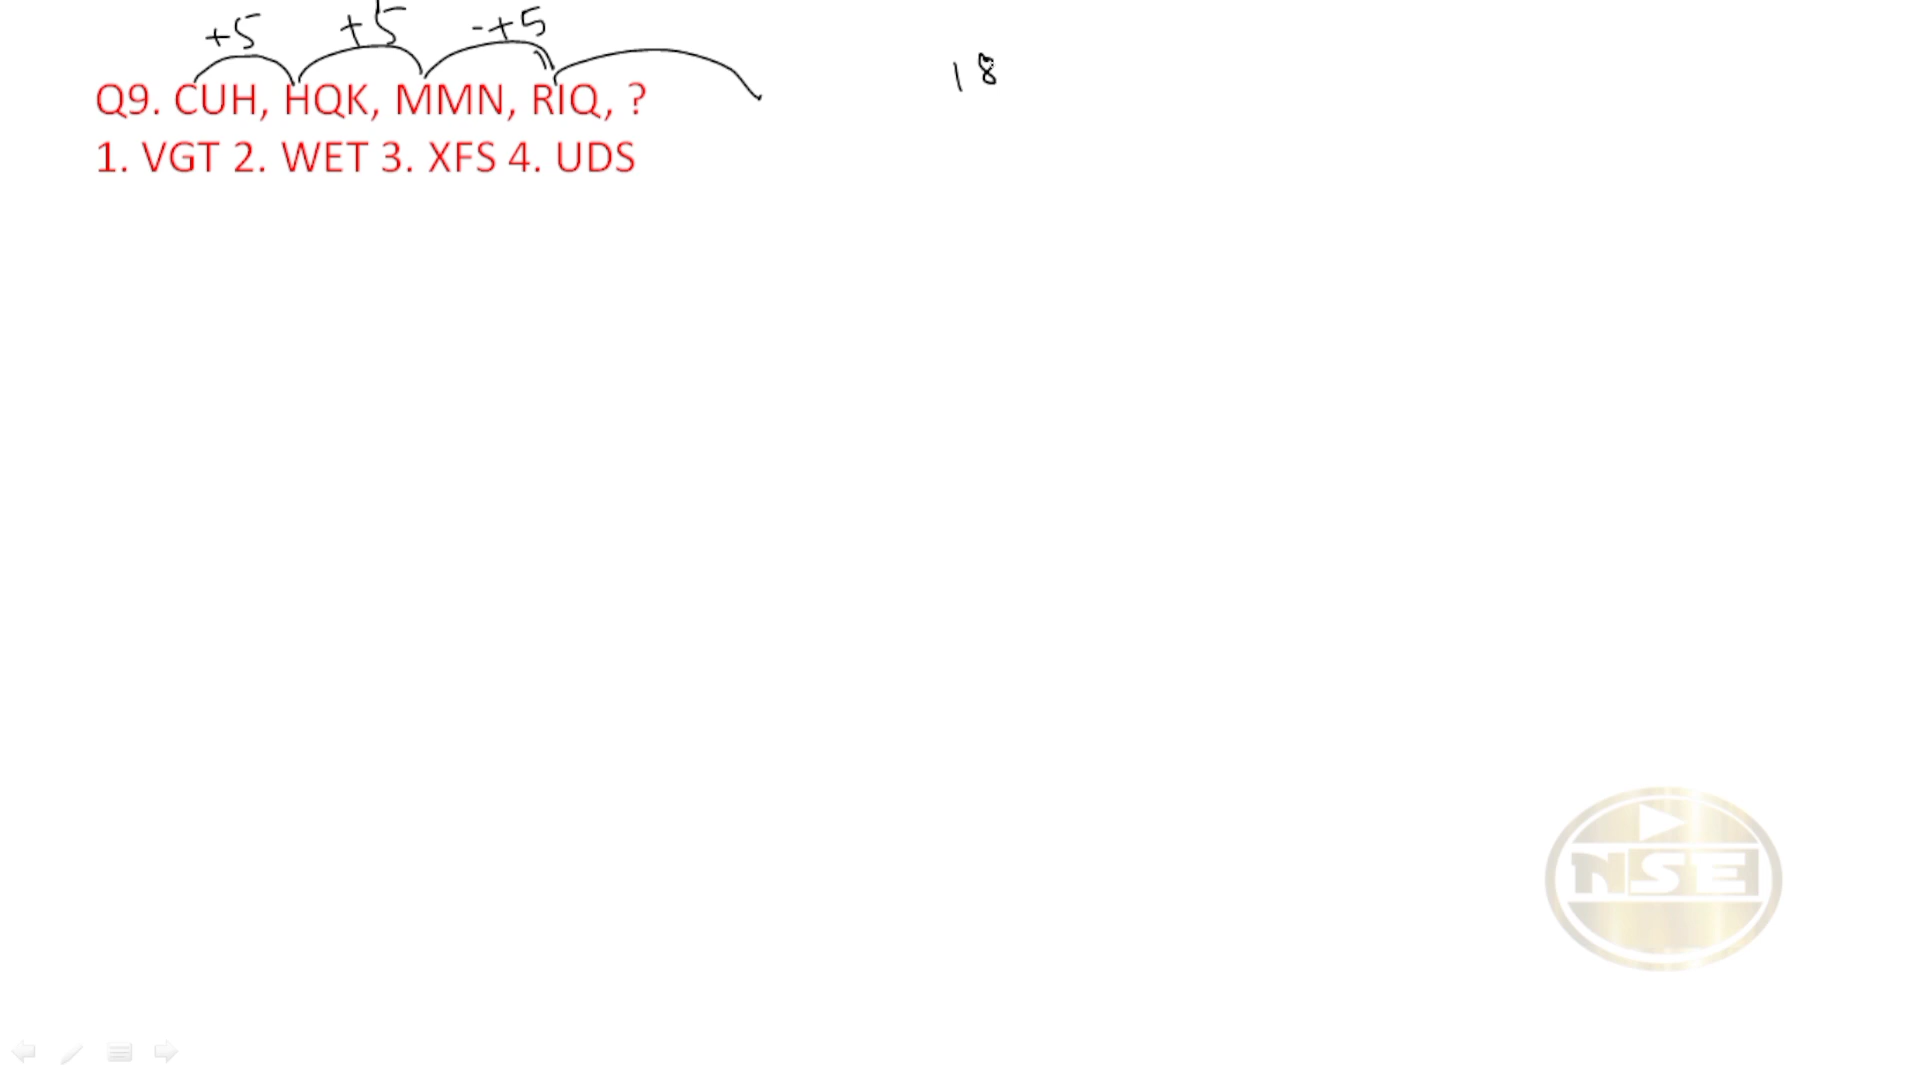 +5 +5 -+5
18
Q9. CUH, HQK, MMN, RIQ, ?
1. VGT 2. WET 3. XFS 4. UDS
NSE